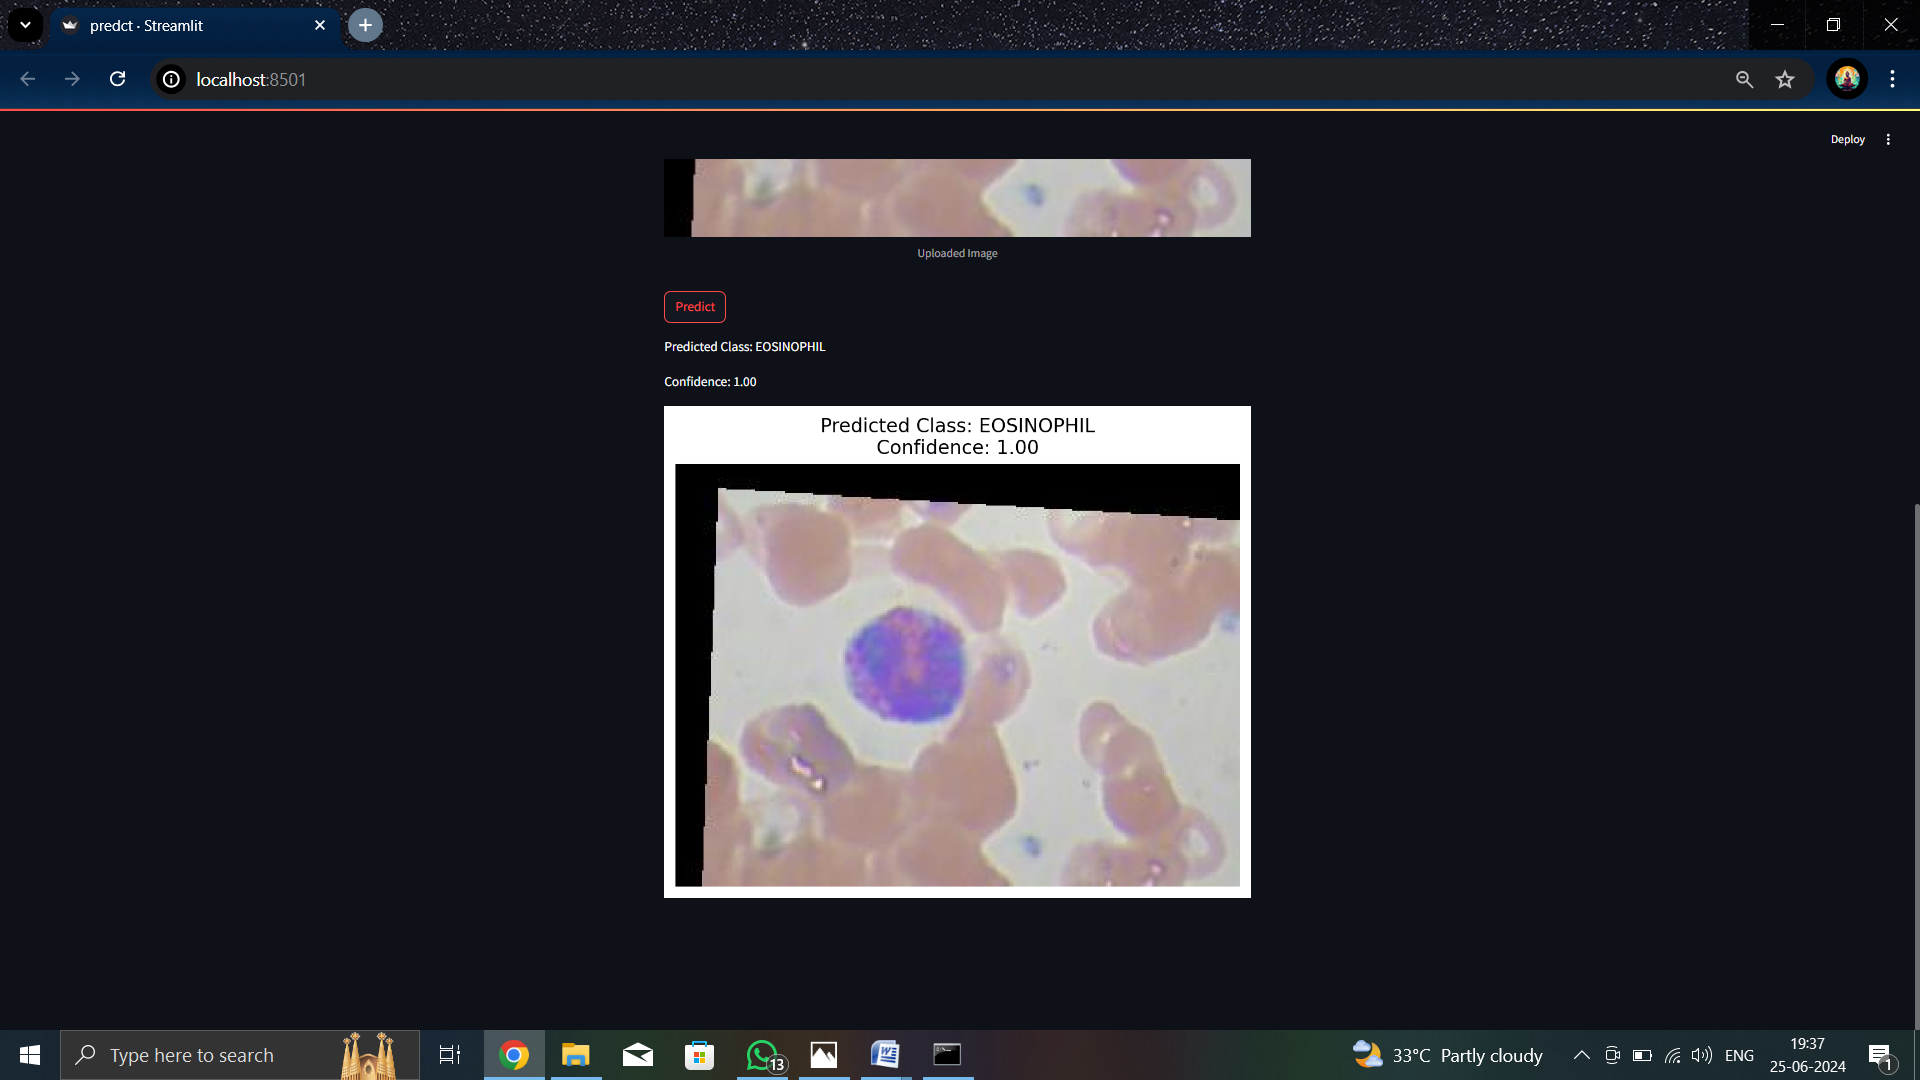 predct · Streamlit
localhost:8501
Deploy
Uploaded Image
Predict
Predicted Class: EOSINOPHIL
Confidence: 1.00
Predicted Class: EOSINOPHIL
Confidence: 1.00
Type here to search
13
33°C Partly cloudy
ENG
19:37
25-06-2024
1